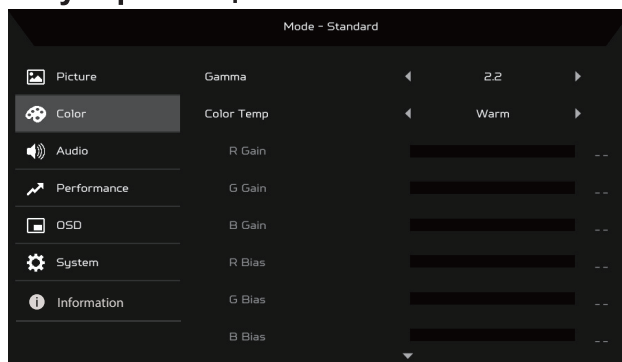 Mode - Standard
Picture
Gamma
2.2
Color
Color Temp
Warm
Audio
R Gain
--
Performance
G Gain
--
OSD
B Gain
--
System
R Bias
--
Information
G Bias
--
B Bias
--